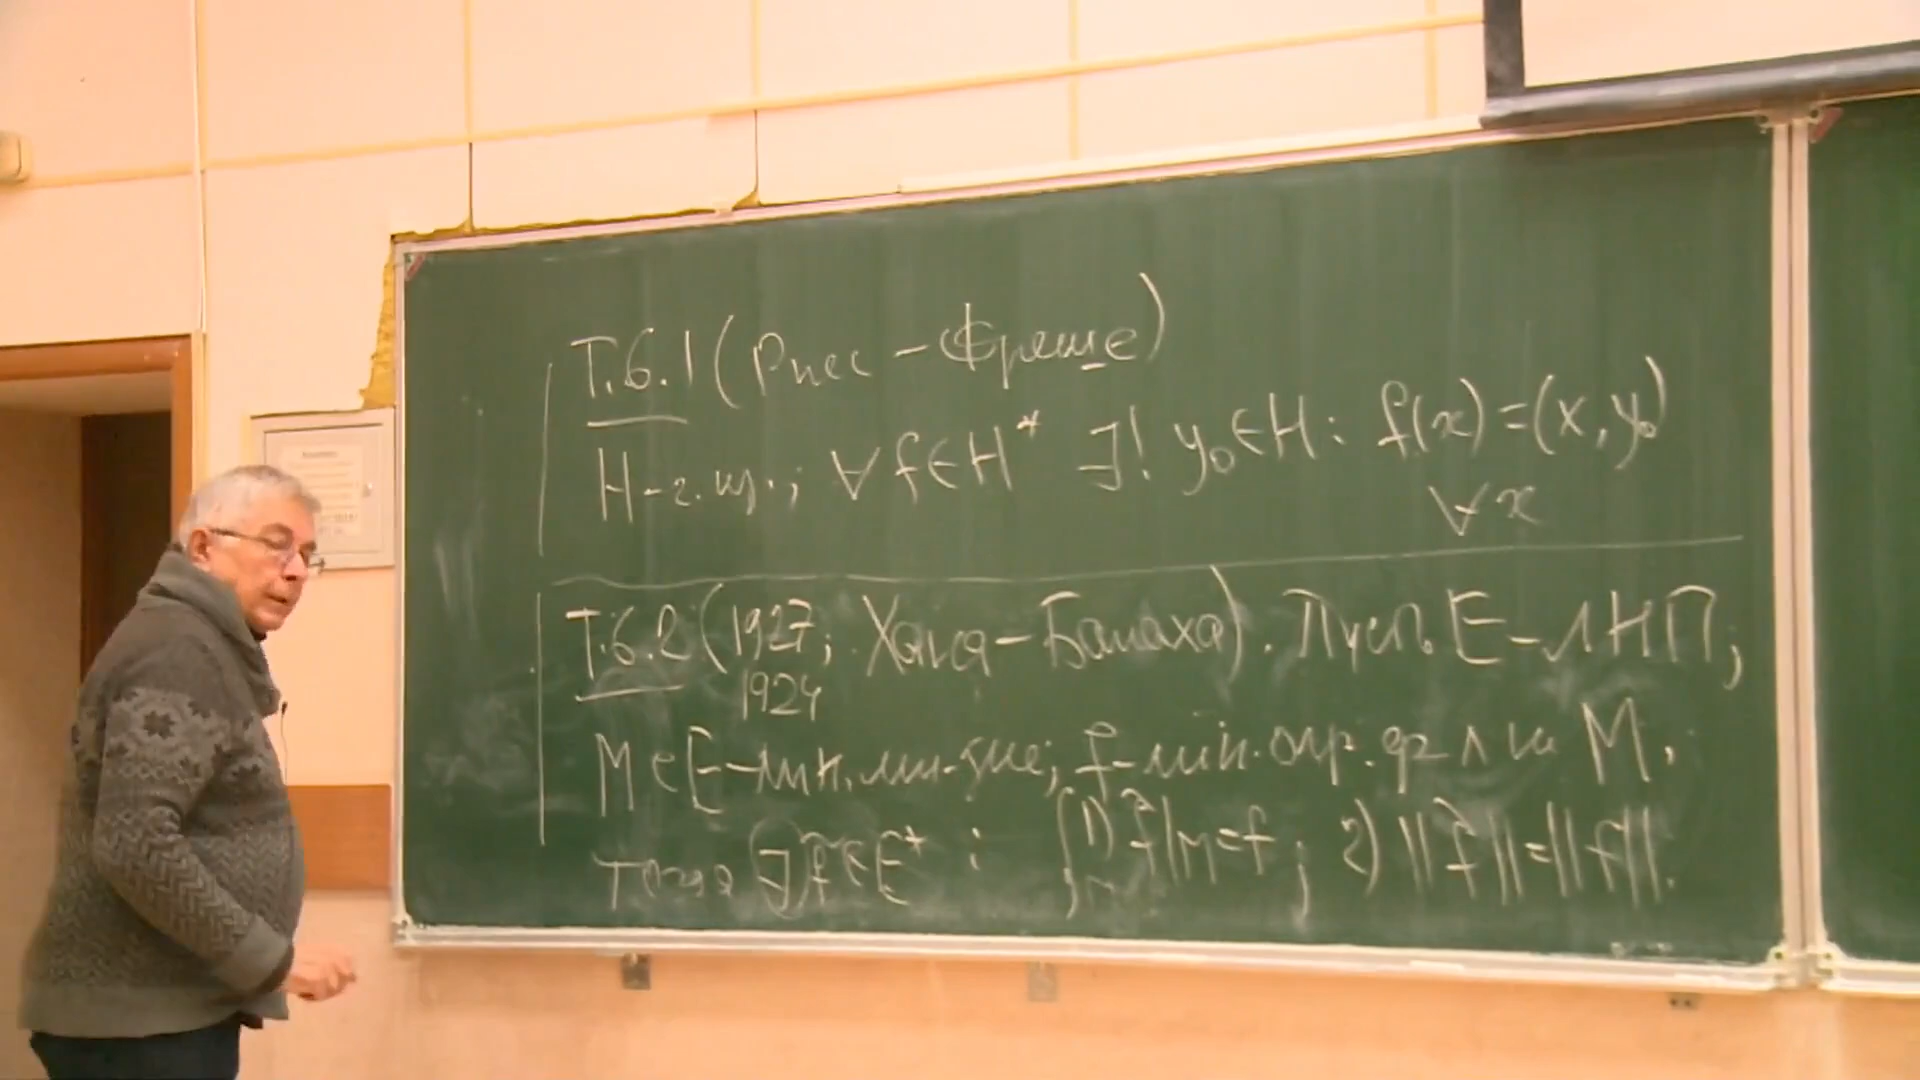 Т.6.1 (Рисс – Фреше)
H – г. п.; ∀ f ∈ H* ∃! y₀ ∈ H : f(x) = (x, y₀)
∀ x
Т.6.2 (1927; Хана – Банаха). Пусть E – ЛНП;
1924
M ⊂ E – лин. мн-зие; f – лин. огр. ф-л на M.
Тогда ∃ f̃ ∈ E* : 1) f̃|M = f ; 2) ||f̃|| = ||f||.